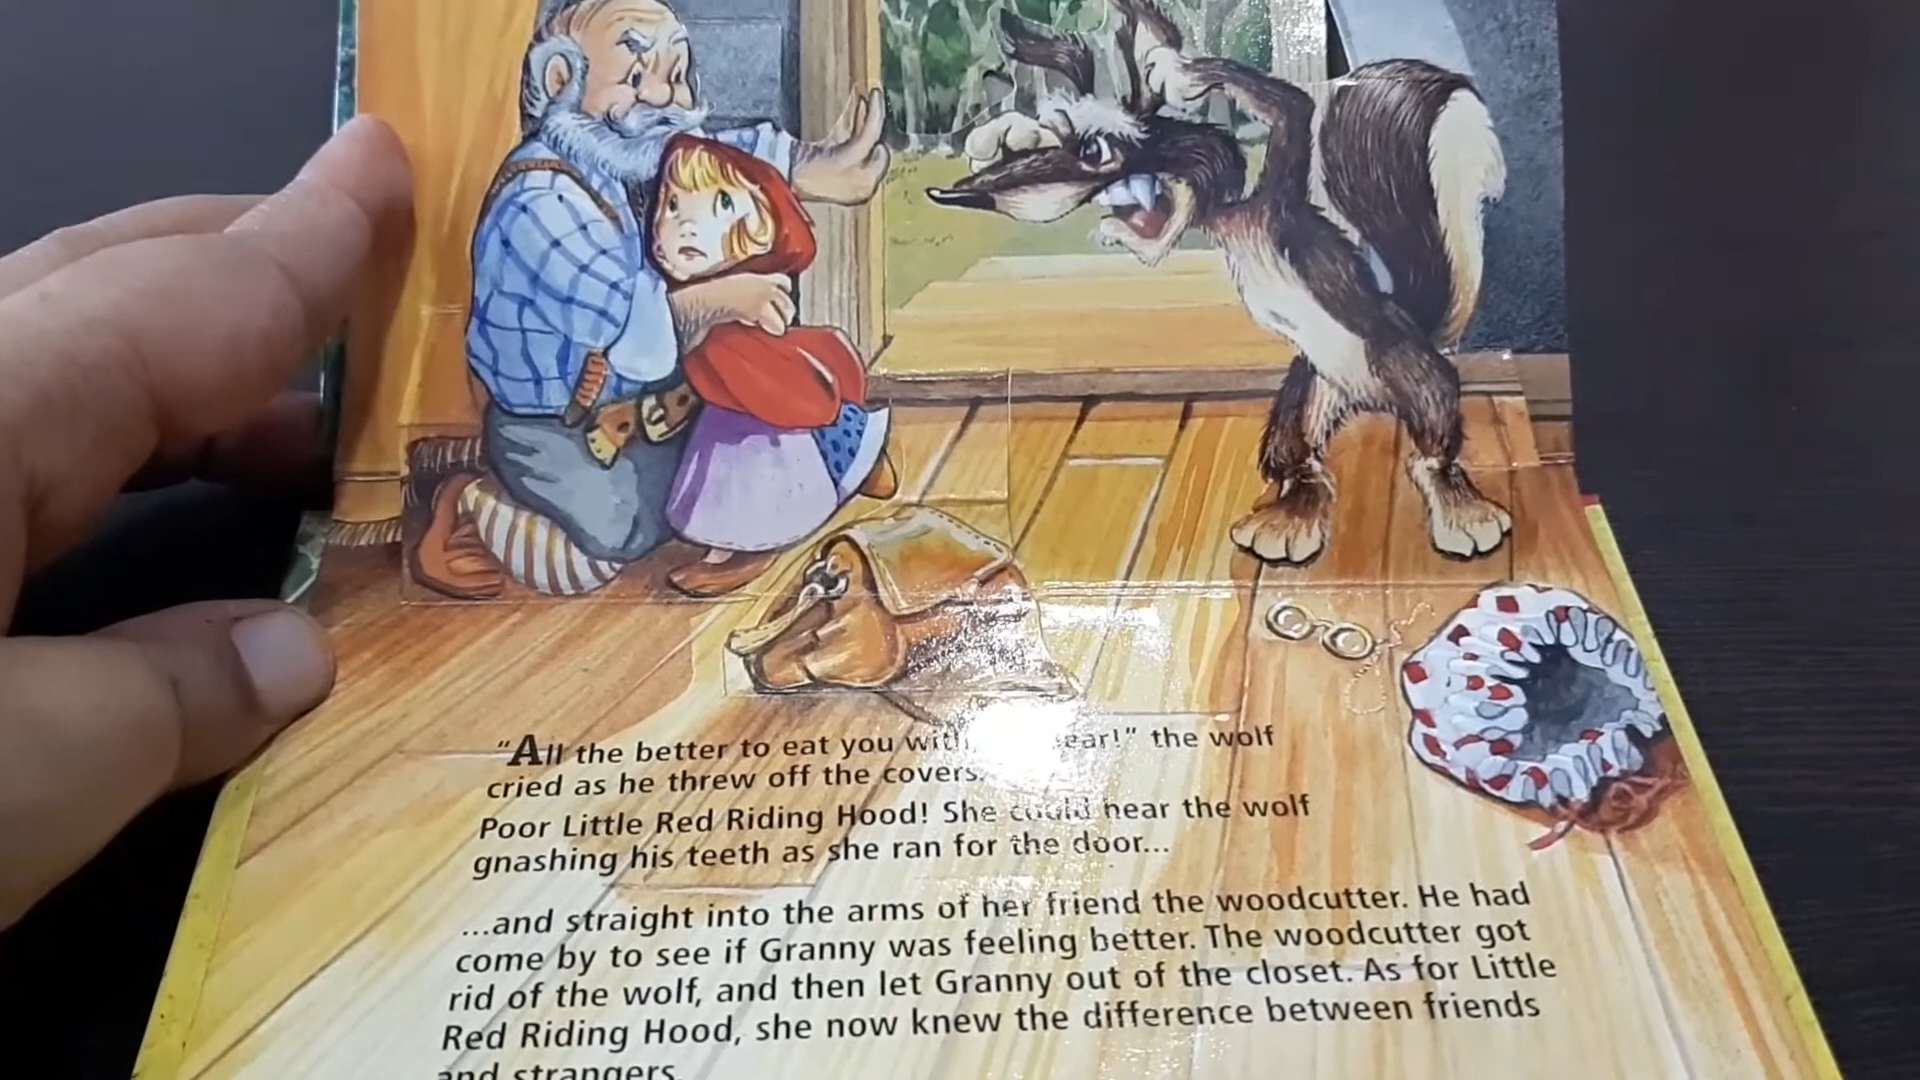 "All the better to eat you with ear!" the wolf
cried as he threw off the covers.
Poor Little Red Riding Hood! She could hear the wolf
gnashing his teeth as she ran for the door...
...and straight into the arms of her friend the woodcutter. He had
come by to see if Granny was feeling better. The woodcutter got
rid of the wolf, and then let Granny out of the closet. As for Little
Red Riding Hood, she now knew the difference between friends
and strangers.